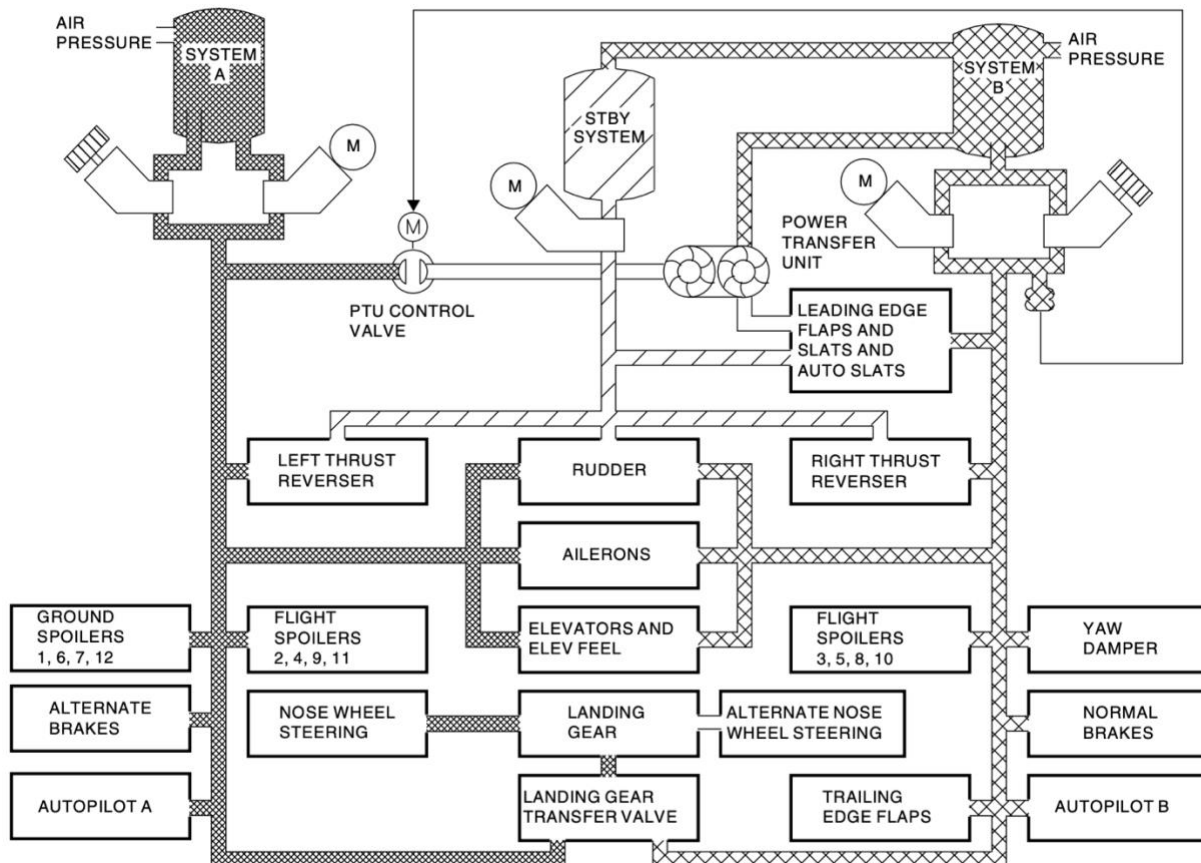 AIR
PRESSURE
SYSTEM
A
M
STBY
SYSTEM
M
SYSTEM
B
AIR
PRESSURE
M
M
PTU CONTROL
VALVE
POWER
TRANSFER
UNIT
LEADING EDGE
FLAPS AND
SLATS AND
AUTO SLATS
LEFT THRUST
REVERSER
RUDDER
RIGHT THRUST
REVERSER
AILERONS
GROUND
SPOILERS
1, 6, 7, 12
FLIGHT
SPOILERS
2, 4, 9, 11
ELEVATORS AND
ELEV FEEL
FLIGHT
SPOILERS
3, 5, 8, 10
YAW
DAMPER
ALTERNATE
BRAKES
NOSE WHEEL
STEERING
LANDING
GEAR
ALTERNATE NOSE
WHEEL STEERING
NORMAL
BRAKES
AUTOPILOT A
LANDING GEAR
TRANSFER VALVE
TRAILING
EDGE FLAPS
AUTOPILOT B